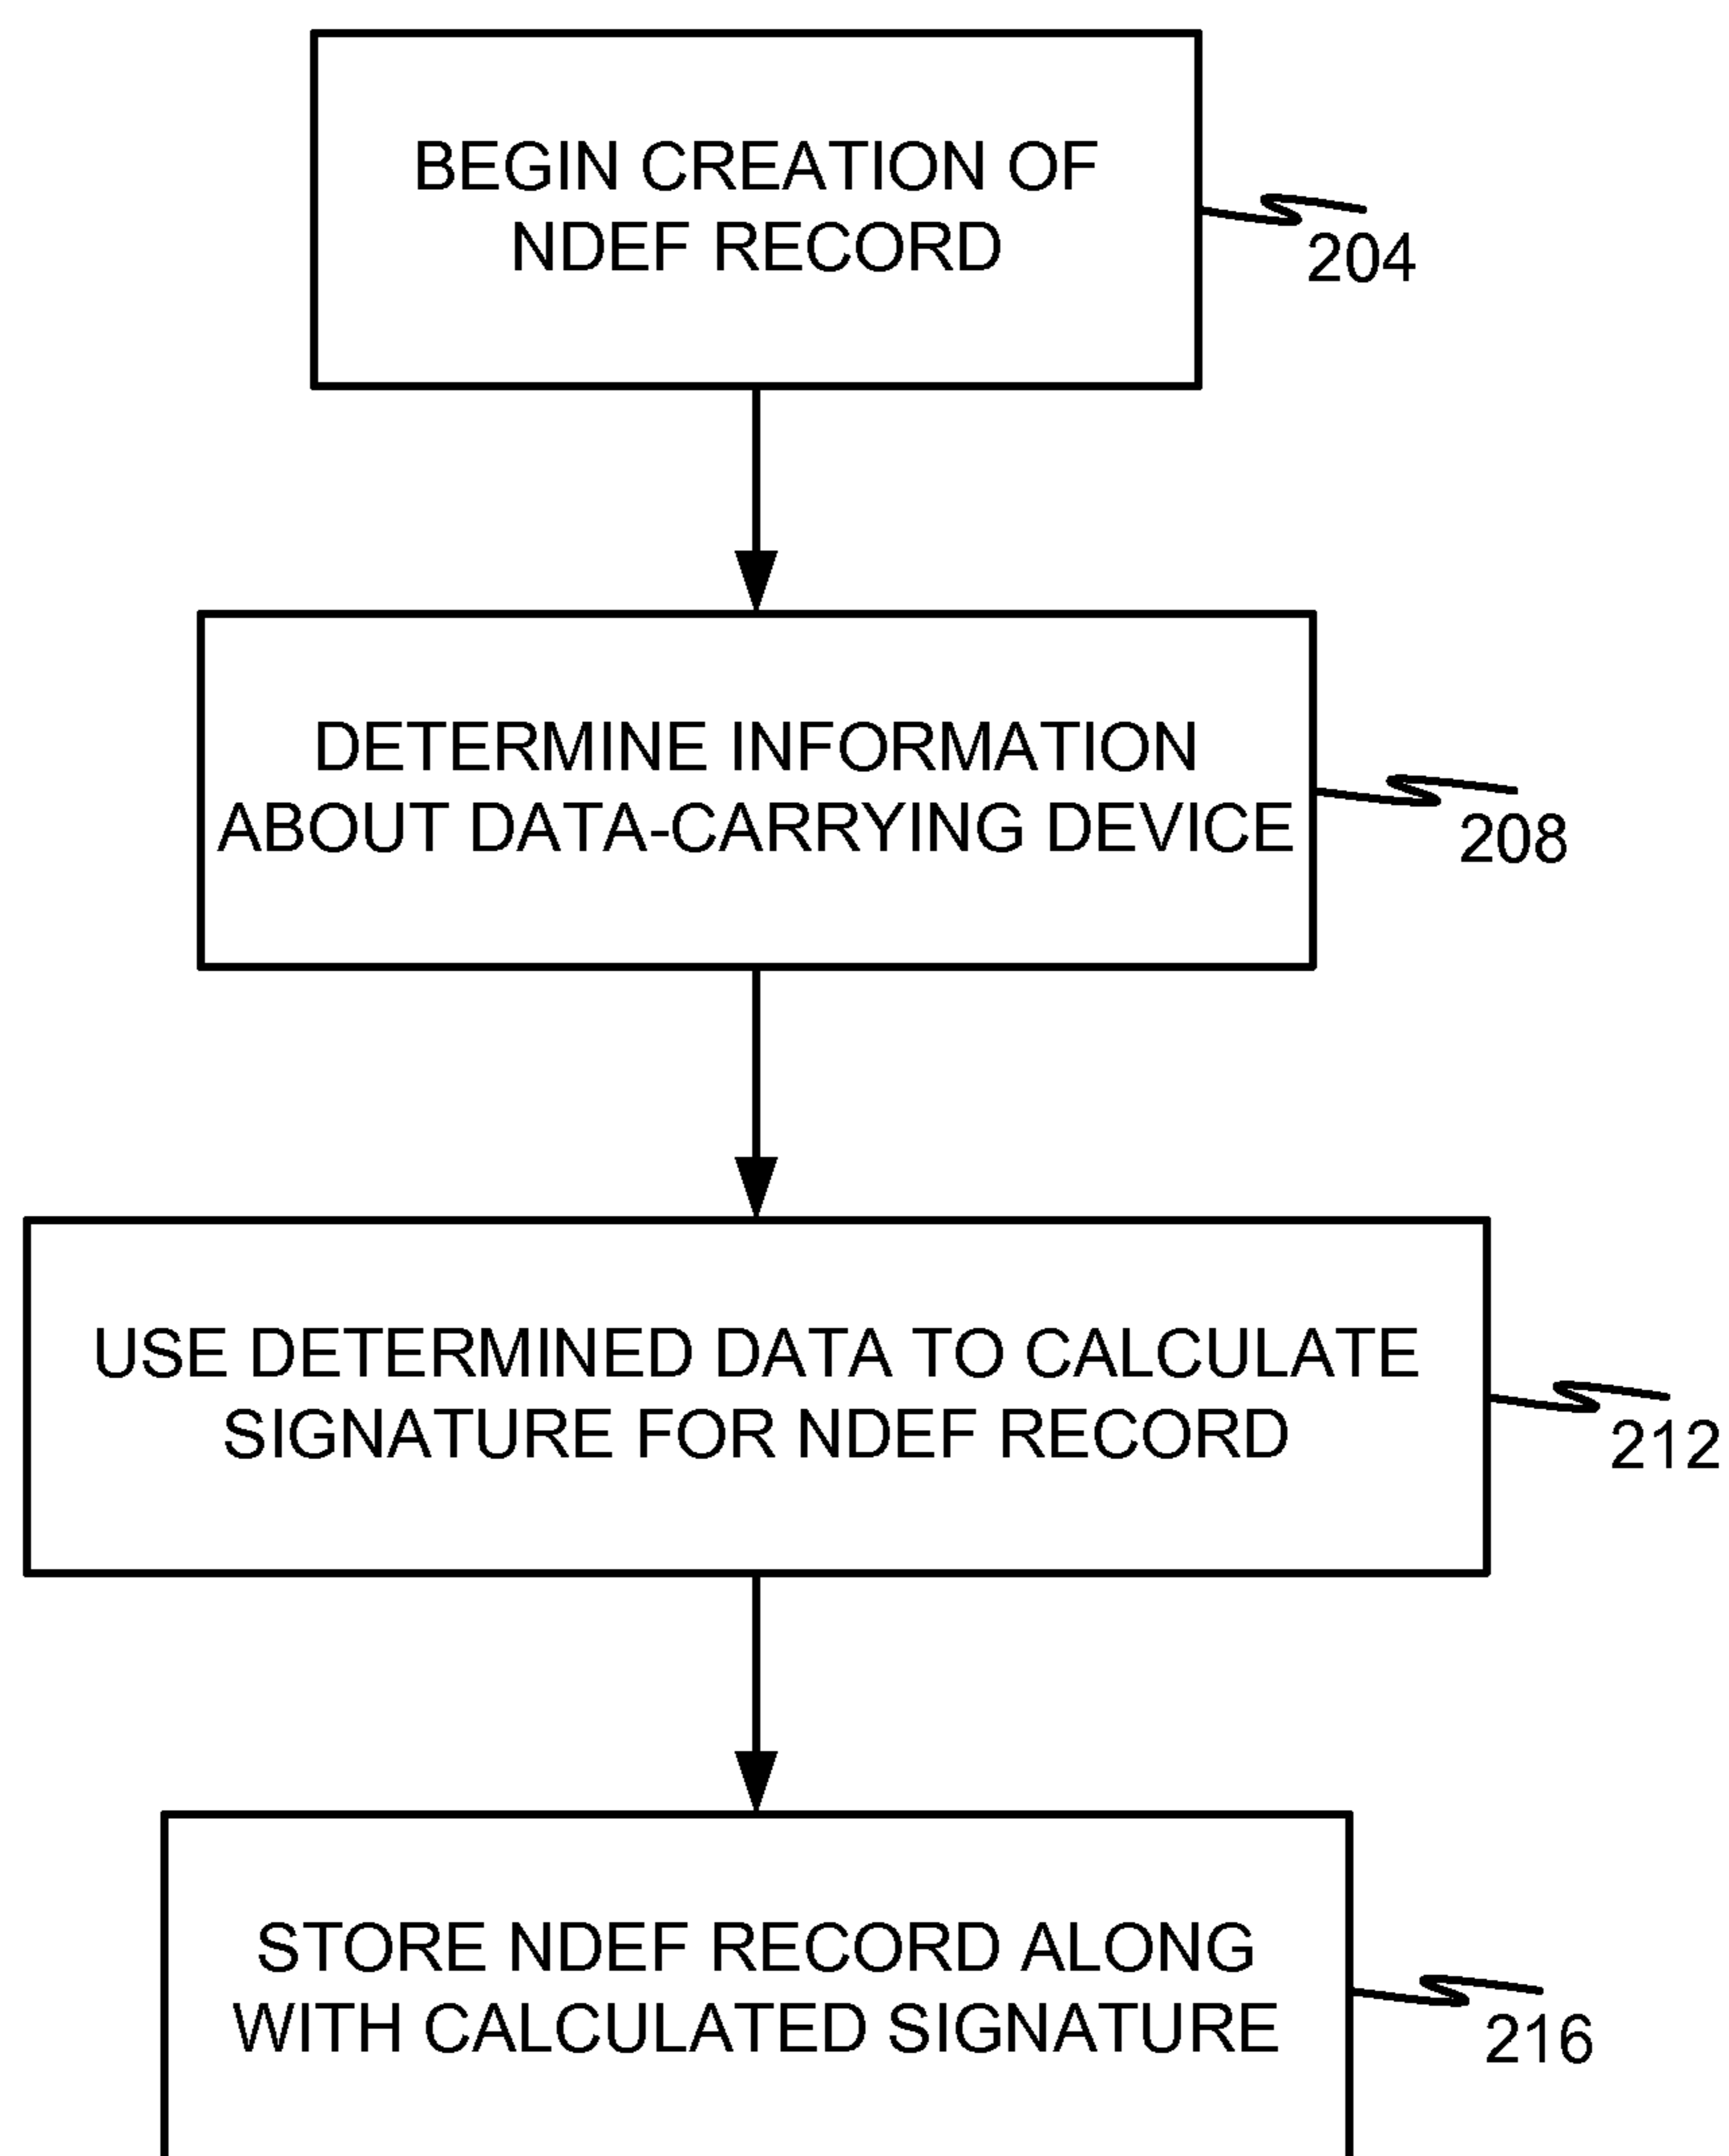 BEGIN CREATION OF
NDEF RECORD
204
DETERMINE INFORMATION
ABOUT DATA-CARRYING DEVICE
208
USE DETERMINED DATA TO CALCULATE
SIGNATURE FOR NDEF RECORD
212
STORE NDEF RECORD ALONG
WITH CALCULATED SIGNATURE
216